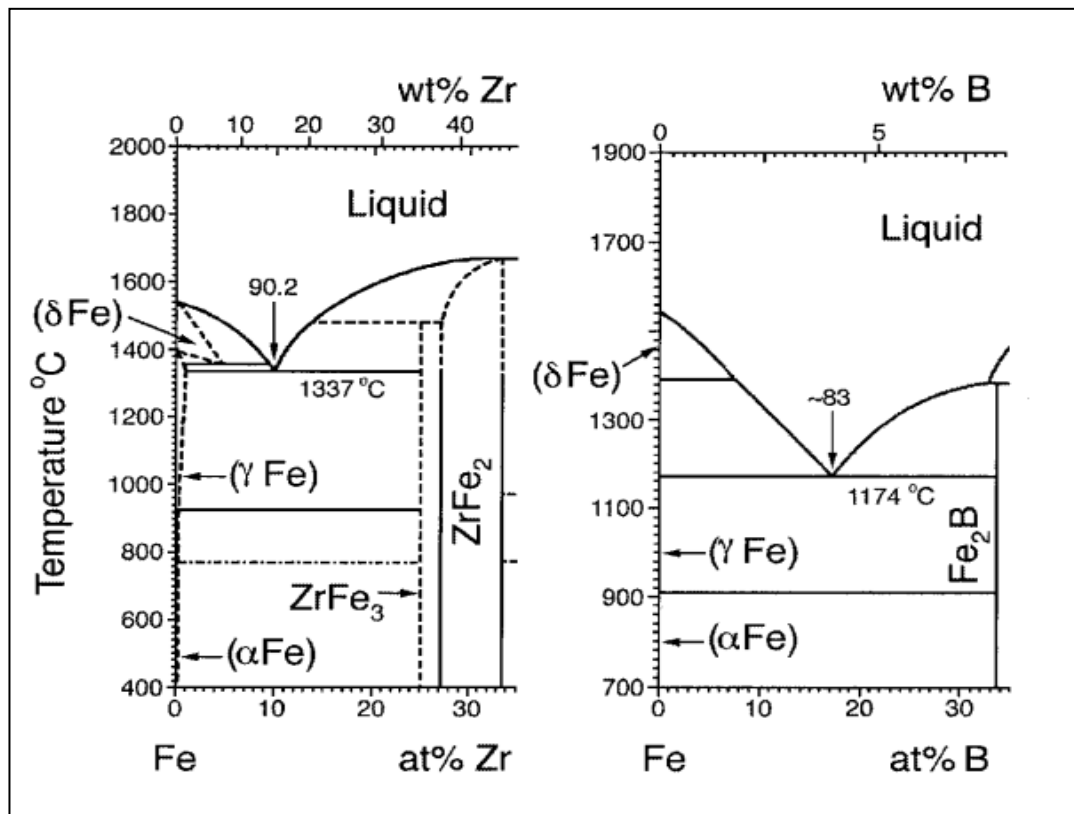 wt% Zr
0 10 20 30 40
2000
1800
1600
1400
1200
1000
800
600
400
Temperature °C
Liquid
90.2
(δFe)
1337 °C
(γ Fe)
ZrFe₂
ZrFe₃
(αFe)
0 10 20 30
Fe at% Zr
wt% B
0 5
1900
1700
1500
1300
1100
900
700
Liquid
(δFe)
~83
1174 °C
(γ Fe)
Fe₂B
(αFe)
0 10 20 30
Fe at% B